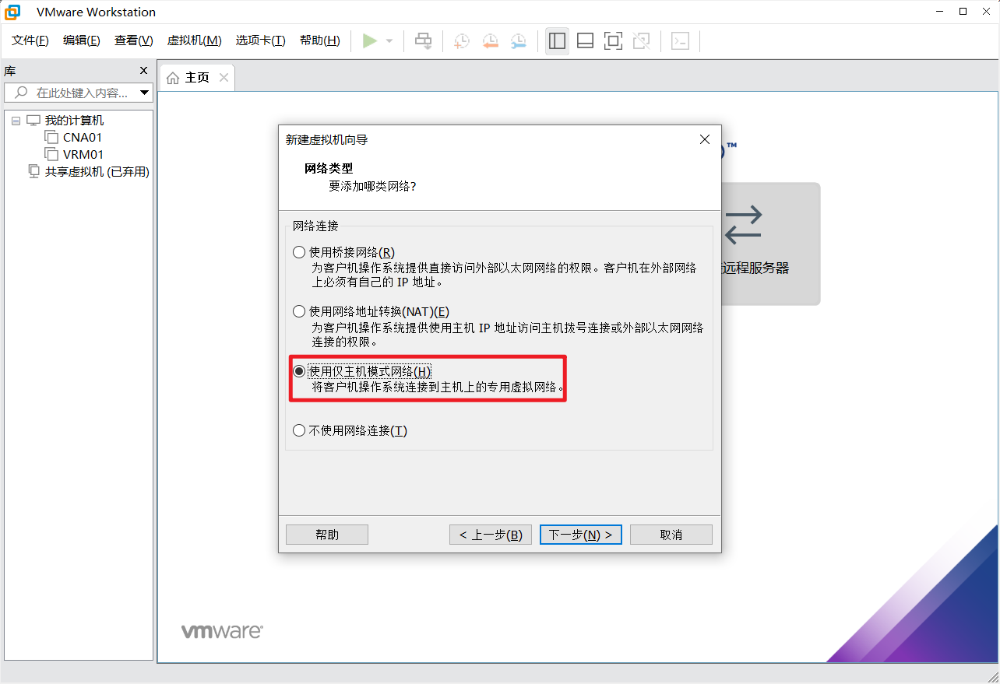 VMware Workstation
文件(F) 编辑(E) 查看(V) 虚拟机(M) 选项卡(T) 帮助(H)
库
在此处键入内容...
我的计算机
CNA01
VRM01
共享虚拟机 (已弃用)
主页
™
远程服务器
新建虚拟机向导
网络类型
要添加哪类网络?
网络连接
使用桥接网络(R)
为客户机操作系统提供直接访问外部以太网网络的权限。客户机在外部网络
上必须有自己的 IP 地址。
使用网络地址转换(NAT)(E)
为客户机操作系统提供使用主机 IP 地址访问主机拨号连接或外部以太网网络
连接的权限。
使用仅主机模式网络(H)
将客户机操作系统连接到主机上的专用虚拟网络。
不使用网络连接(T)
帮助 < 上一步(B) 下一步(N) > 取消
vmware®